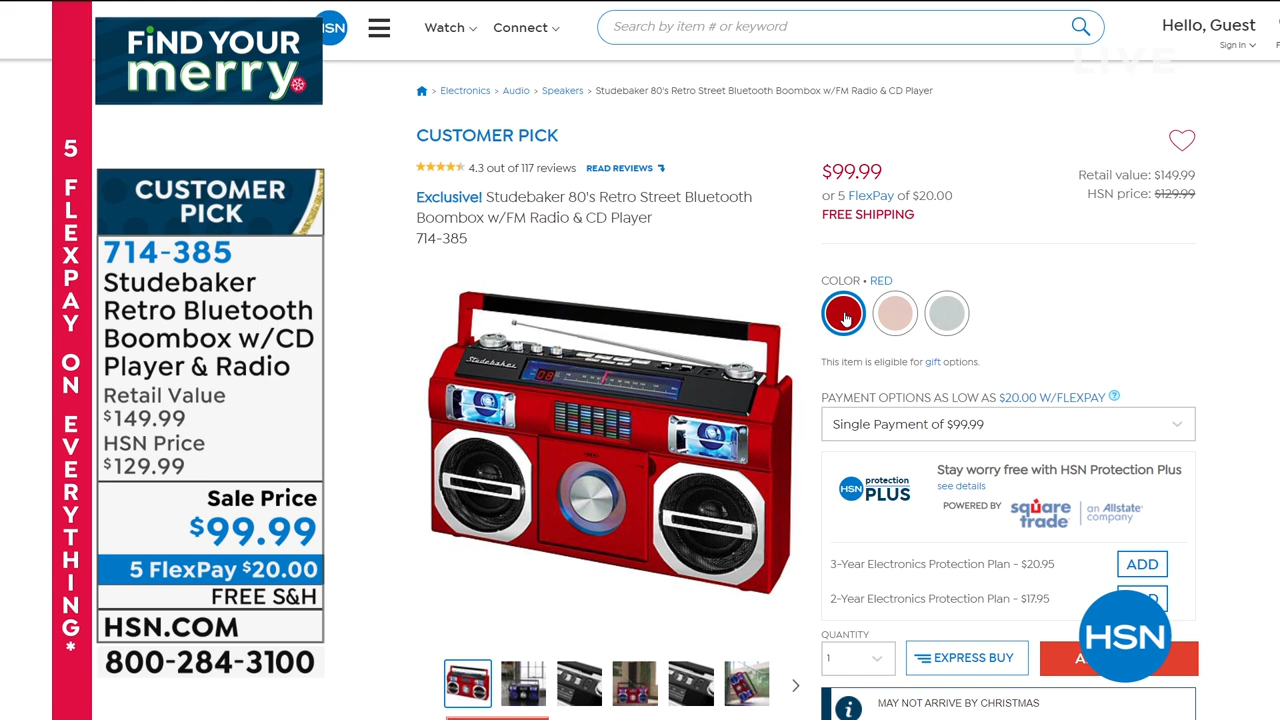 FiND YOUR
merry
HSN
Watch
Connect
Search by item # or keyword
Hello, Guest
Sign In
LIVE
5 FLEXPAY ON EVERYTHING*
CUSTOMER
PICK
714-385
Studebaker
Retro Bluetooth
Boombox w/CD
Player & Radio
Retail Value
$149.99
HSN Price
$129.99
Sale Price
$99.99
5 FlexPay $20.00
FREE S&H
HSN.COM
800-284-3100
> Electronics > Audio > Speakers > Studebaker 80's Retro Street Bluetooth Boombox w/FM Radio & CD Player
CUSTOMER PICK
4.3 out of 117 reviews READ REVIEWS
Exclusive! Studebaker 80's Retro Street Bluetooth
Boombox w/FM Radio & CD Player
714-385
Studebaker
08
$99.99
or 5 FlexPay of $20.00
FREE SHIPPING
Retail value: $149.99
HSN price: $129.99
COLOR • RED
This item is eligible for gift options.
PAYMENT OPTIONS AS LOW AS $20.00 W/FLEXPAY ?
Single Payment of $99.99
HSN protection PLUS
Stay worry free with HSN Protection Plus
see details
POWERED BY square trade | an Allstate company
3-Year Electronics Protection Plan - $20.95
ADD
2-Year Electronics Protection Plan - $17.95
QUANTITY
1
EXPRESS BUY
HSN
i MAY NOT ARRIVE BY CHRISTMAS